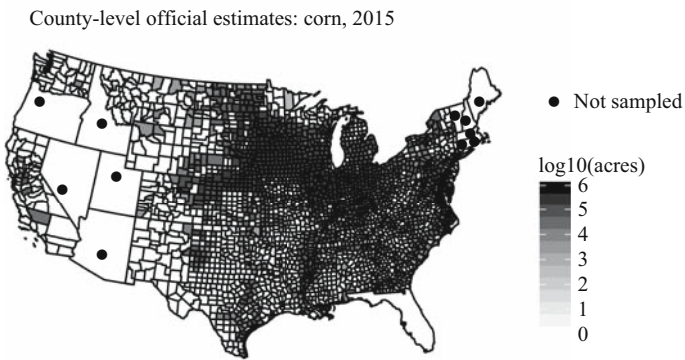 County-level official estimates: corn, 2015
Not sampled
log10(acres)
6
5
4
3
2
1
0